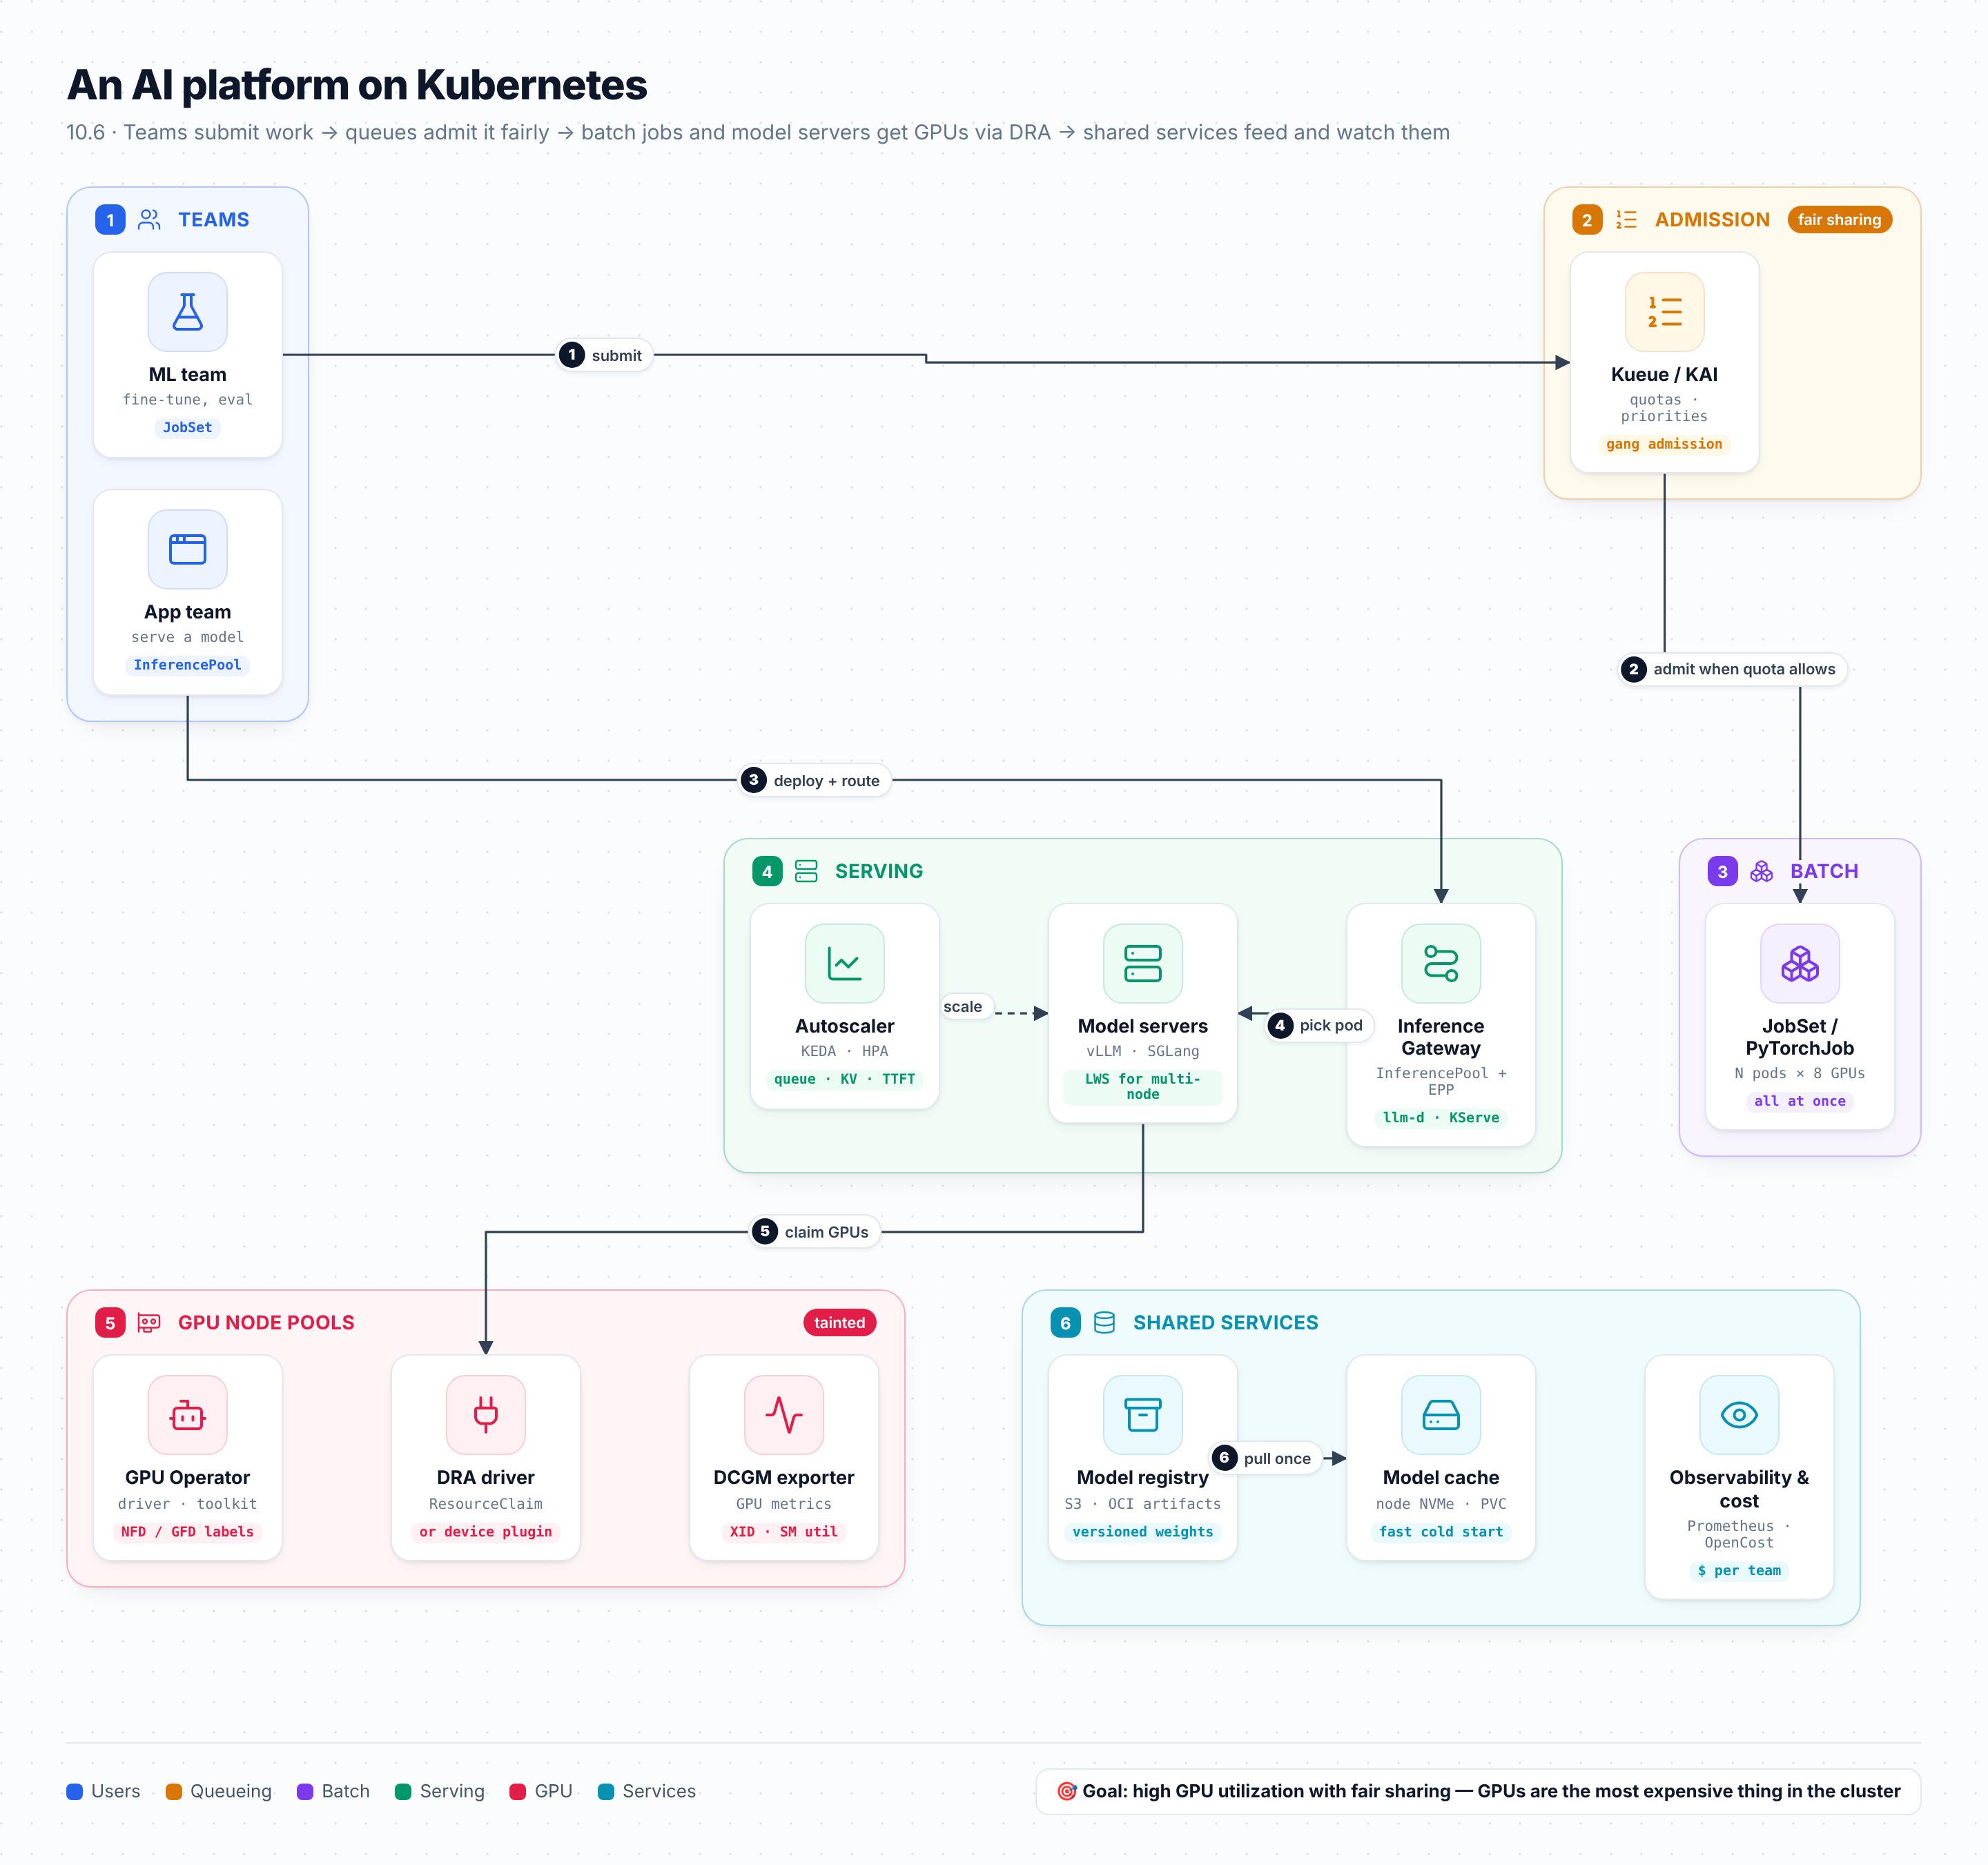 An AI platform on Kubernetes
10.6 · Teams submit work → queues admit it fairly → batch jobs and model servers get GPUs via DRA → shared services feed and watch them
1 TEAMS
ML team
fine-tune, eval
JobSet
App team
serve a model
InferencePool
1 submit
2 ADMISSION fair sharing
Kueue / KAI
quotas ·
priorities
gang admission
2 admit when quota allows
3 deploy + route
4 SERVING
Autoscaler
KEDA · HPA
queue · KV · TTFT
scale
Model servers
vLLM · SGLang
LWS for multi-
node
4 pick pod
Inference
Gateway
InferencePool +
EPP
llm-d · KServe
3 BATCH
JobSet /
PyTorchJob
N pods × 8 GPUs
all at once
5 claim GPUs
5 GPU NODE POOLS tainted
GPU Operator
driver · toolkit
NFD / GFD labels
DRA driver
ResourceClaim
or device plugin
DCGM exporter
GPU metrics
XID · SM util
6 SHARED SERVICES
Model registry
S3 · OCI artifacts
versioned weights
6 pull once
Model cache
node NVMe · PVC
fast cold start
Observability &
cost
Prometheus ·
OpenCost
$ per team
Users Queueing Batch Serving GPU Services
🎯 Goal: high GPU utilization with fair sharing — GPUs are the most expensive thing in the cluster